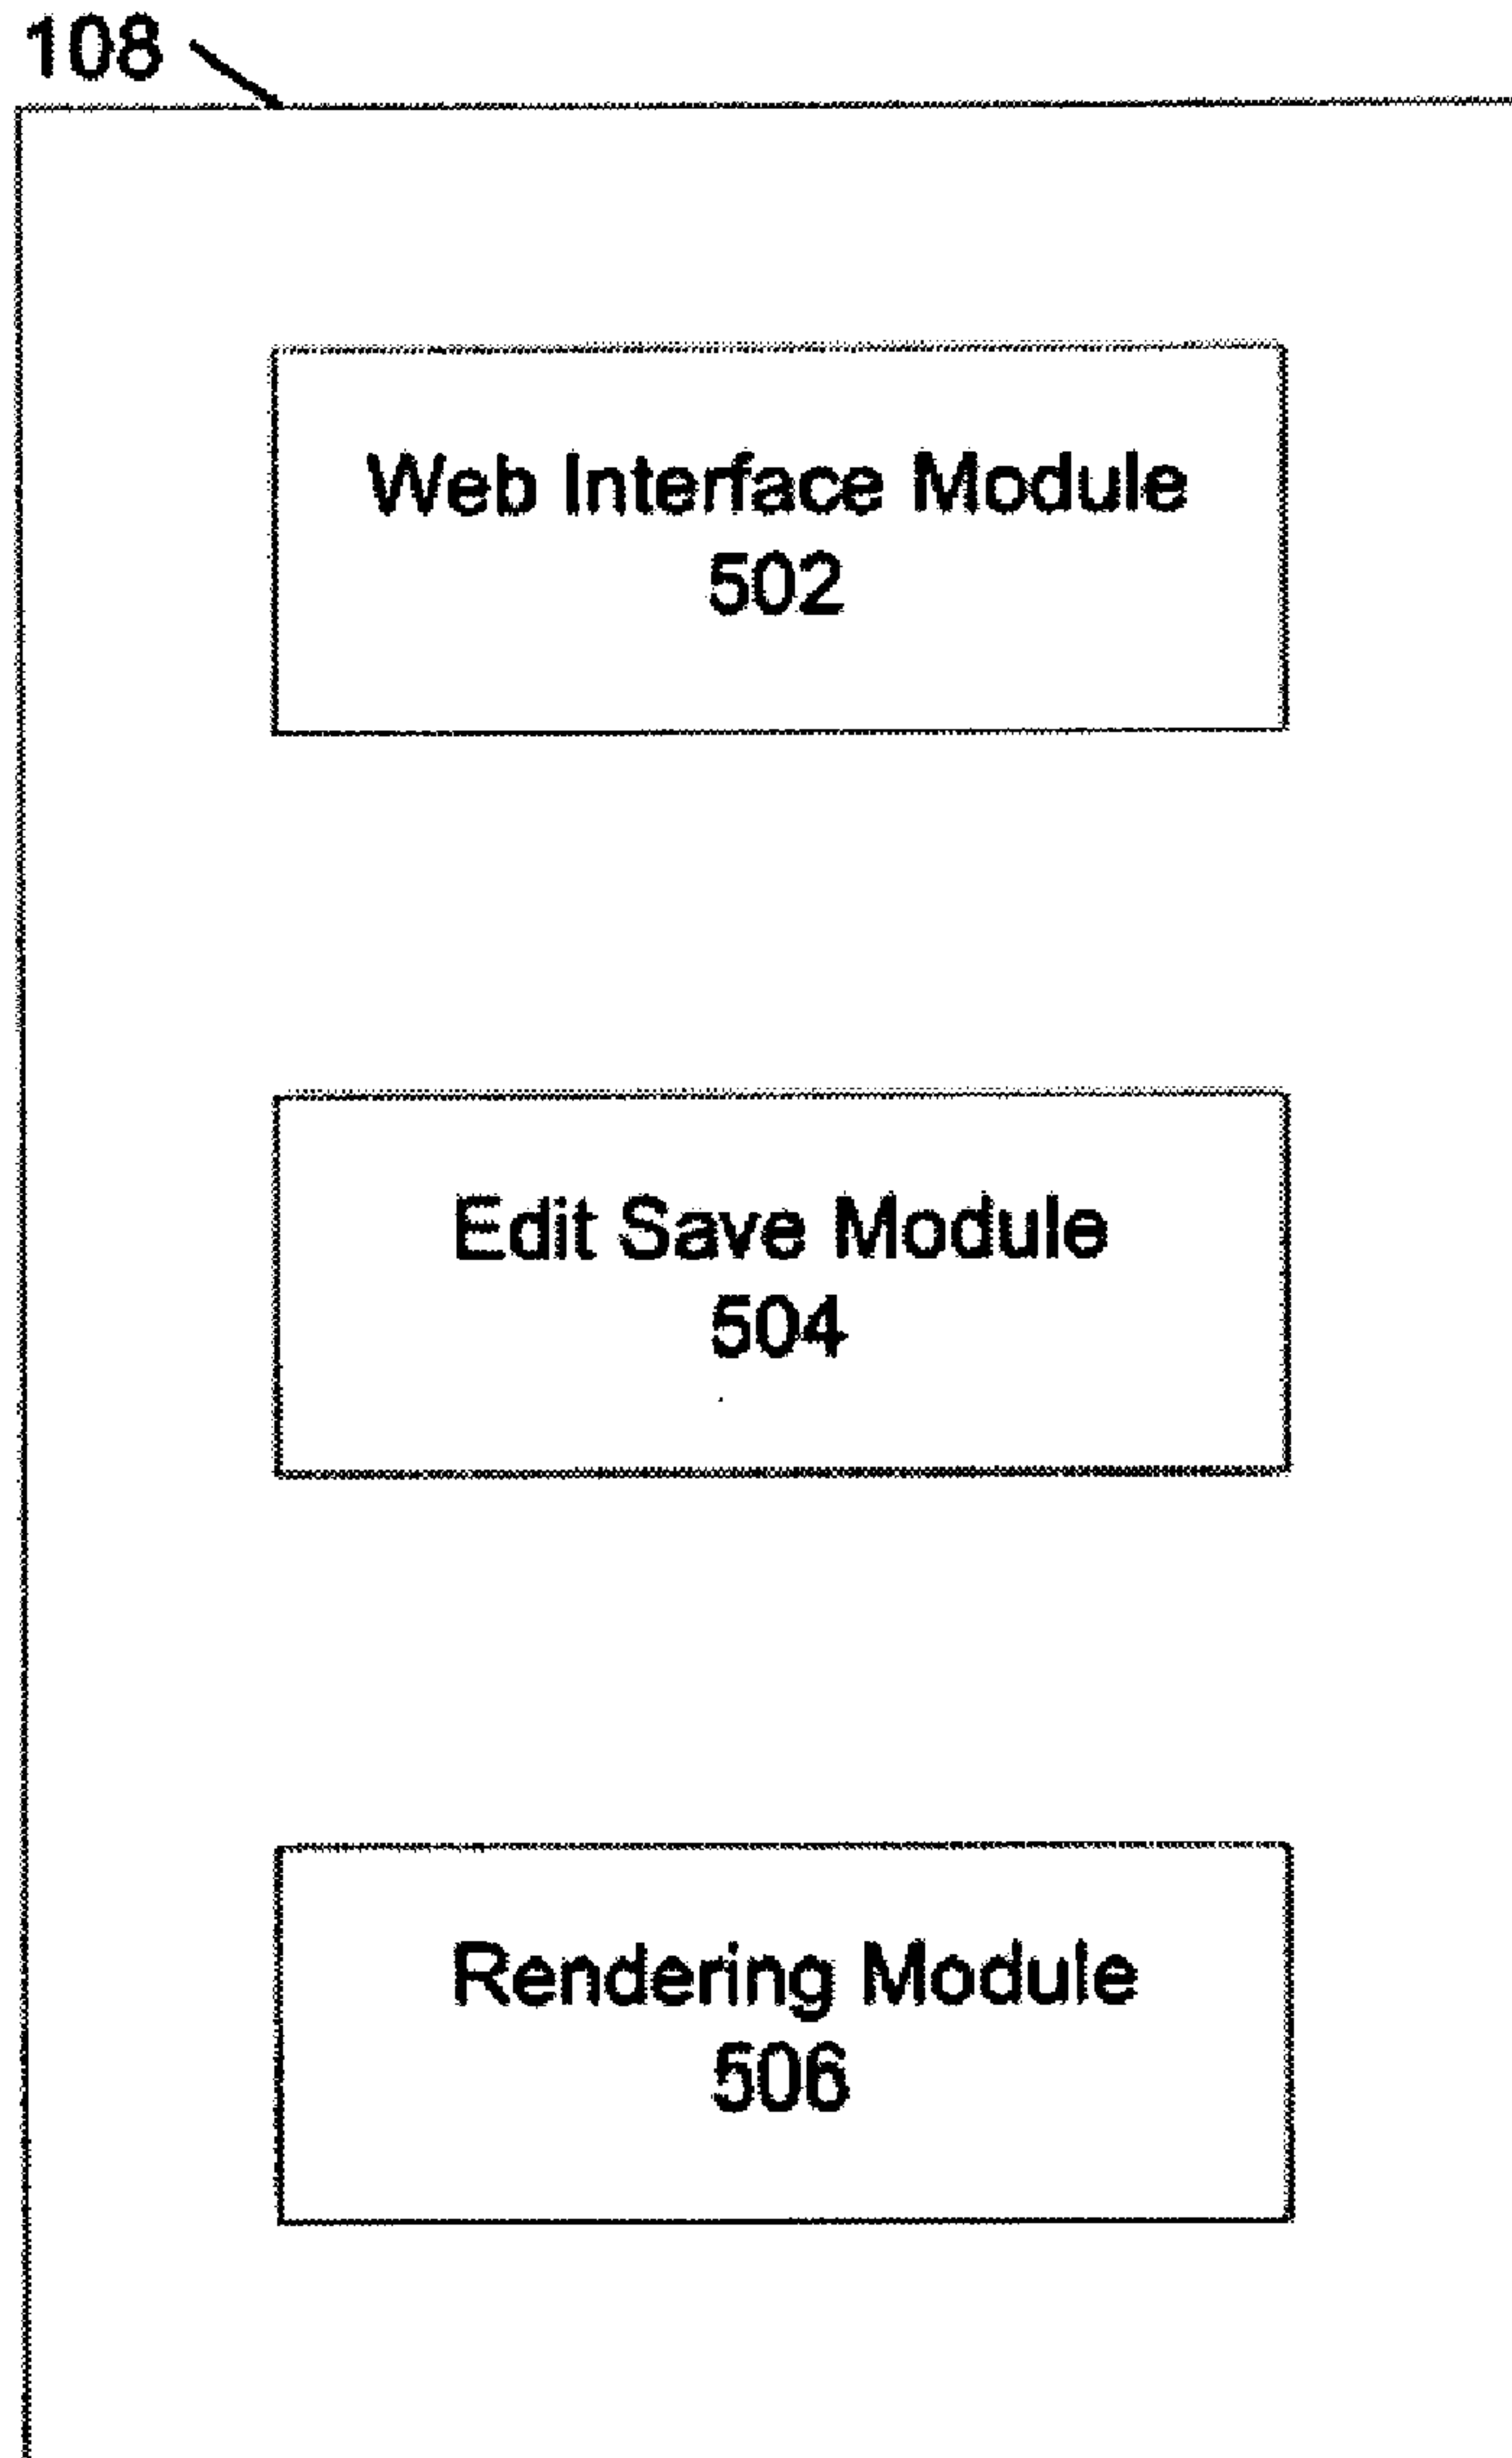 108
Web Interface Module
502
Edit Save Module
504
Rendering Module
506